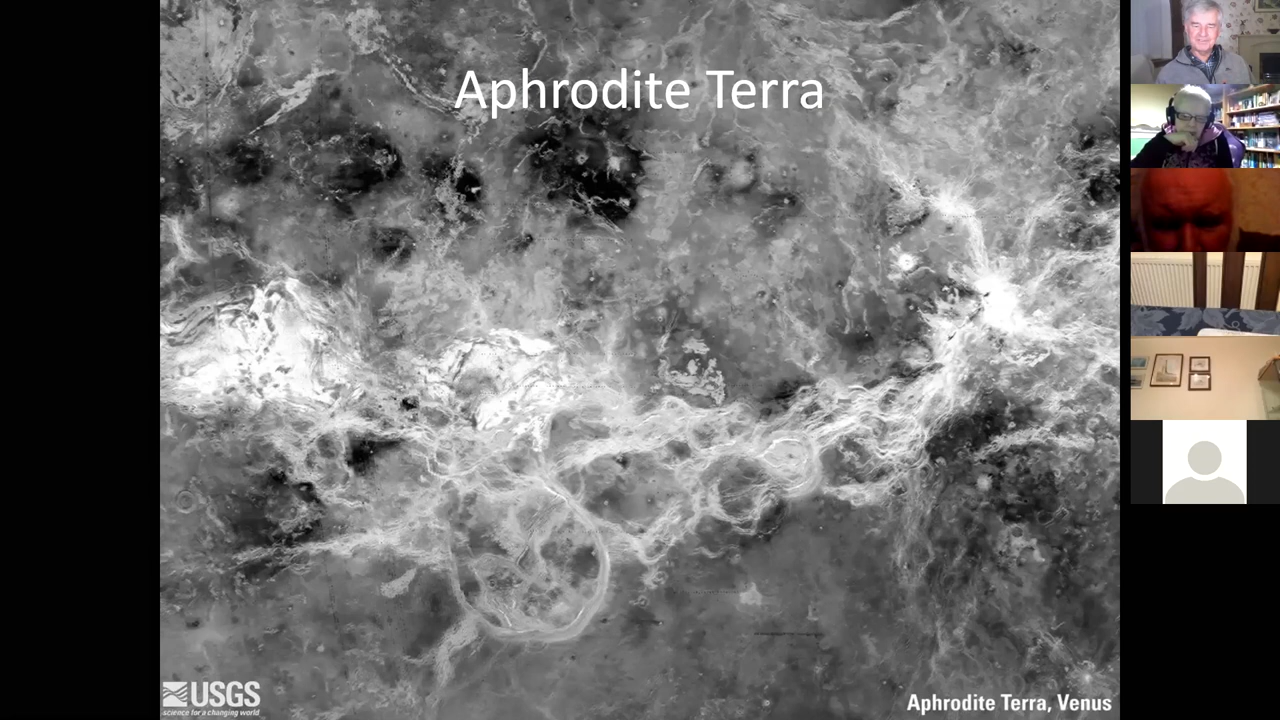 Aphrodite Terra
USGS
science for a changing world
Aphrodite Terra, Venus